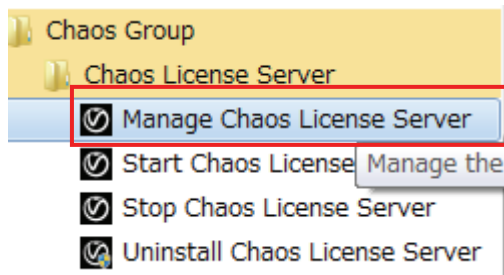 Chaos Group
Chaos License Server
Manage Chaos License Server
Start Chaos License Manage the
Stop Chaos License Server
Uninstall Chaos License Server